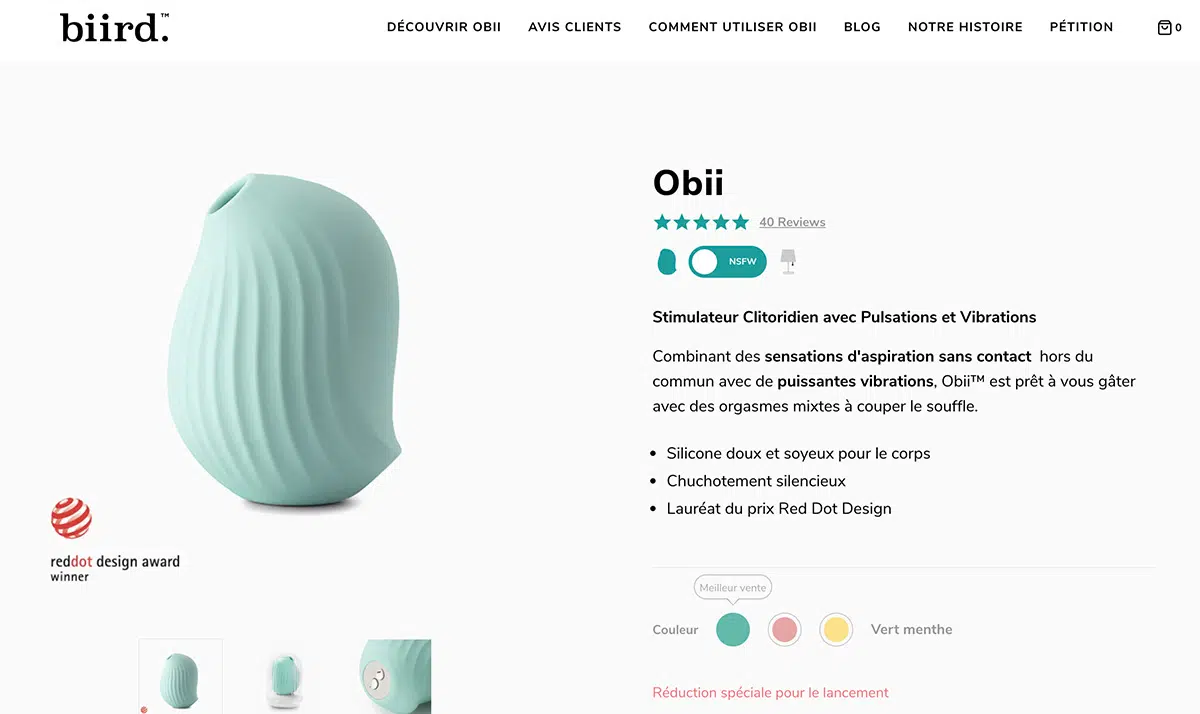 biird.™
DÉCOUVRIR OBII AVIS CLIENTS COMMENT UTILISER OBII BLOG NOTRE HISTOIRE PÉTITION 0
Obii
40 Reviews
NSFW
Stimulateur Clitoridien avec Pulsations et Vibrations
Combinant des sensations d'aspiration sans contact hors du
commun avec de puissantes vibrations, Obii™ est prêt à vous gâter
avec des orgasmes mixtes à couper le souffle.
Silicone doux et soyeux pour le corps
Chuchotement silencieux
Lauréat du prix Red Dot Design
reddot design award
winner
Meilleur vente
Couleur Vert menthe
Réduction spéciale pour le lancement